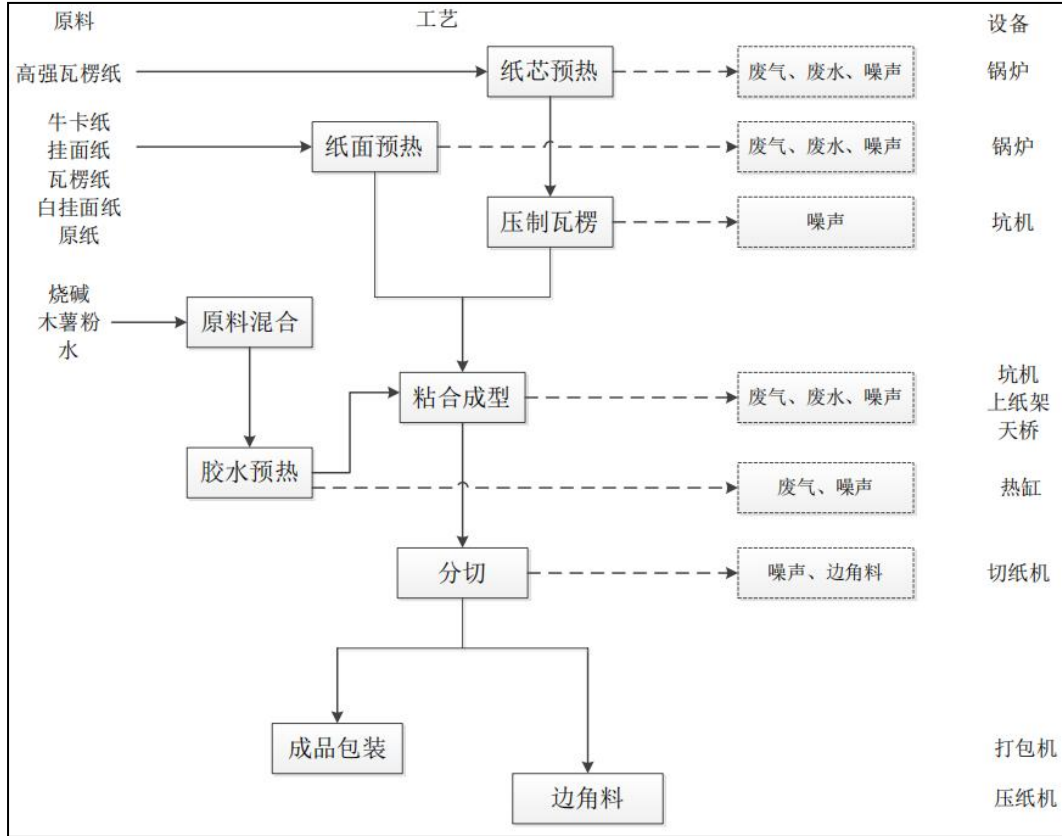 原料
工艺
设备
高强瓦楞纸
纸芯预热
废气、废水、噪声
锅炉
牛卡纸
挂面纸
瓦楞纸
白挂面纸
原纸
纸面预热
废气、废水、噪声
锅炉
压制瓦楞
噪声
坑机
烧碱
木薯粉
水
原料混合
粘合成型
废气、废水、噪声
坑机
上纸架
天桥
胶水预热
废气、噪声
热缸
分切
噪声、边角料
切纸机
成品包装
打包机
边角料
压纸机